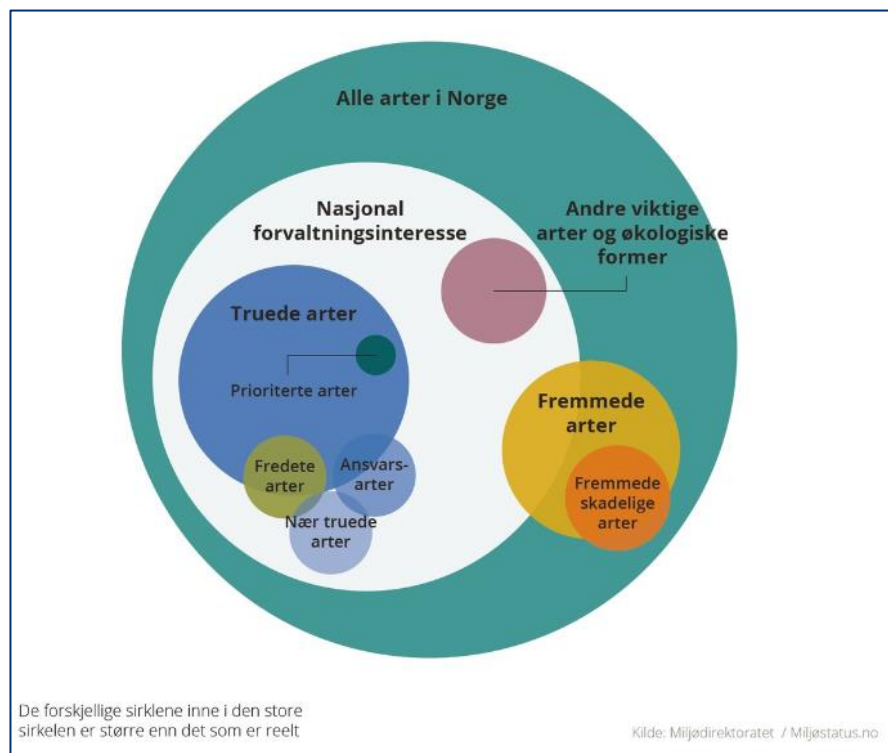 Alle arter i Norge
Nasjonal
forvaltningsinteresse
Andre viktige
arter og økologiske
former
Truede arter
Prioriterte arter
Fremmede
arter
Fredete
arter
Ansvars-
arter
Fremmede
skadelige
arter
Nær truede
arter
De forskjellige sirklene inne i den store
sirkelen er større enn det som er reelt
Kilde: Miljødirektoratet / Miljøstatus.no